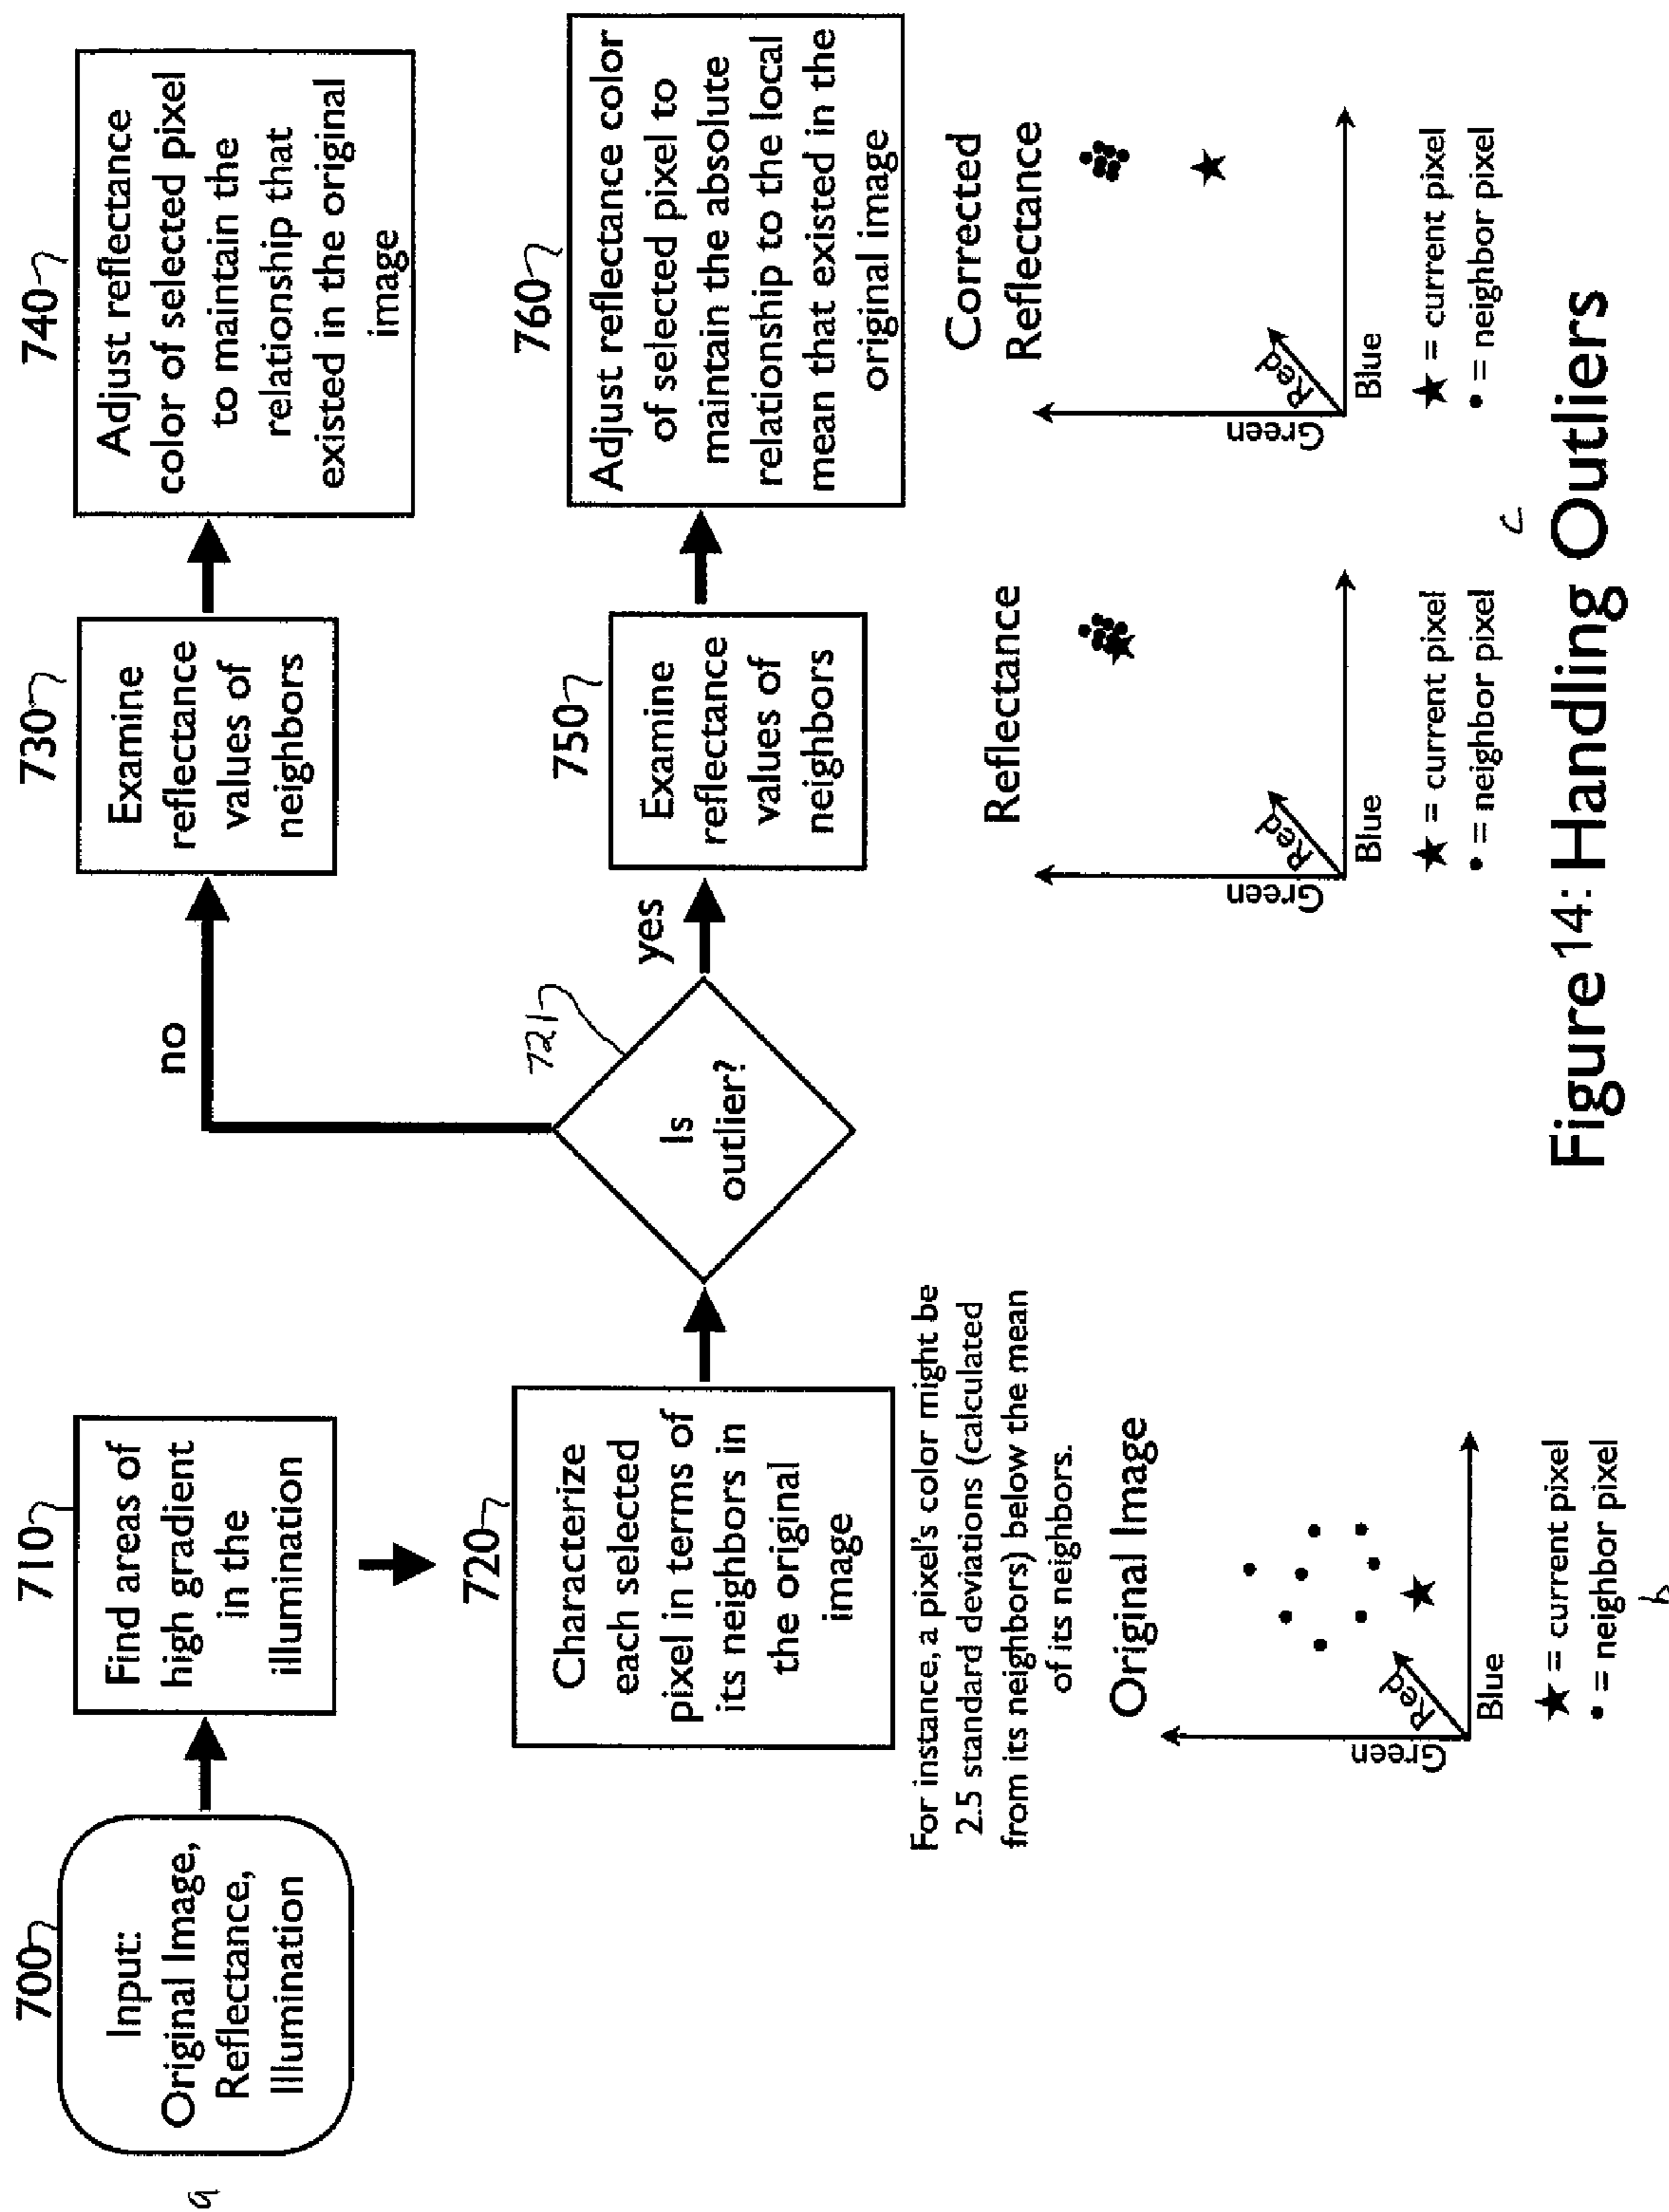 700
Input:
Original Image,
Reflectance,
Illumination
710
Find areas of
high gradient
in the
illumination
720
Characterize
each selected
pixel in terms of
its neighbors in
the original
image
For instance, a pixel's color might be
2.5 standard deviations (calculated
from its neighbors) below the mean
of its neighbors.
721
Is
outlier?
no
730
Examine
reflectance
values of
neighbors
740
Adjust reflectance
color of selected pixel
to maintain the
relationship that
existed in the original
image
yes
750
Examine
reflectance
values of
neighbors
760
Adjust reflectance color
of selected pixel to
maintain the absolute
relationship to the local
mean that existed in the
original image
a
Original Image
Green
Red
Blue
★ = current pixel
• = neighbor pixel
b
Reflectance
Green
Red
Blue
★ = current pixel
• = neighbor pixel
Corrected
Reflectance
Green
Red
Blue
★ = current pixel
• = neighbor pixel
c
Figure 14: Handling Outliers